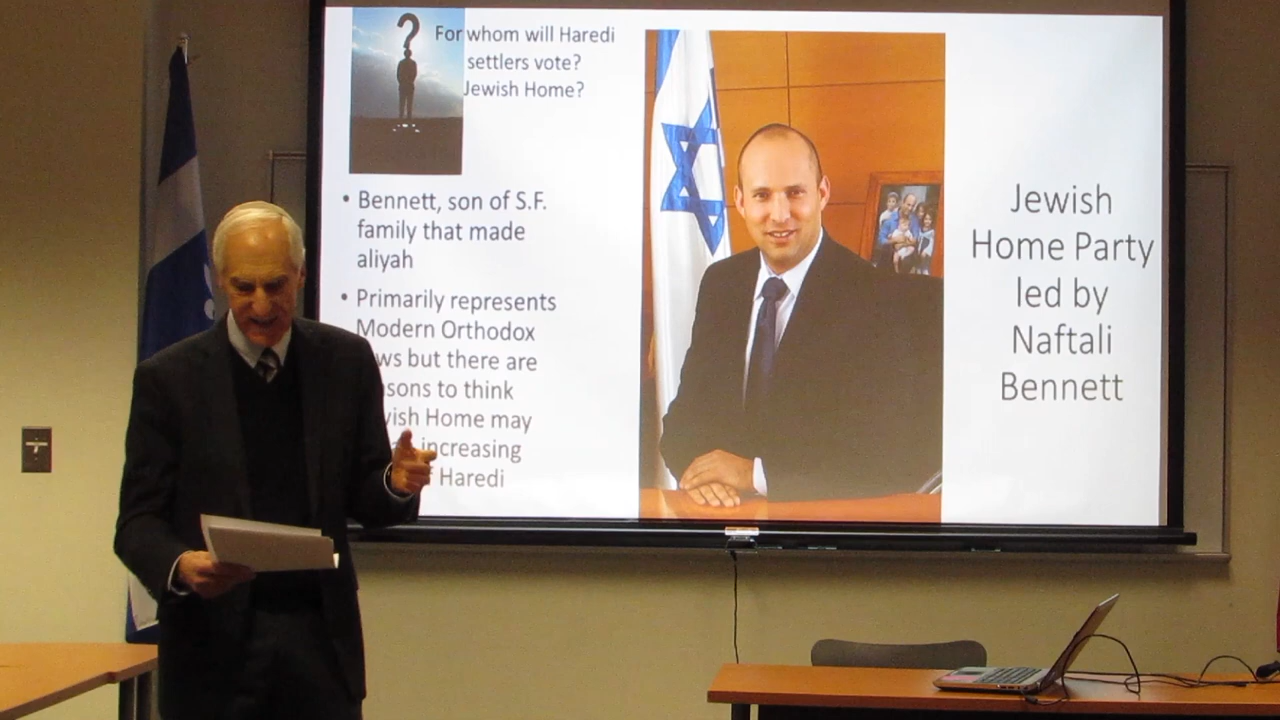 For whom will Haredi
settlers vote?
Jewish Home?
• Bennett, son of S.F.
family that made
aliyah
• Primarily represents
Modern Orthodox
but there are
to think
Home may
increasing
Haredi
Jewish
Home Party
led by
Naftali
Bennett